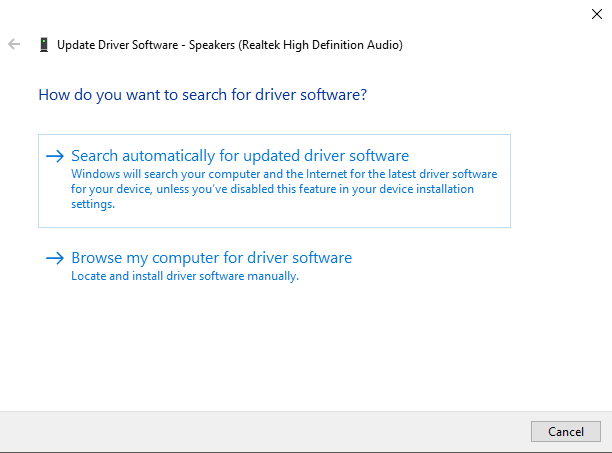 Update Driver Software - Speakers (Realtek High Definition Audio)
How do you want to search for driver software?
Search automatically for updated driver software
Windows will search your computer and the Internet for the latest driver software
for your device, unless you've disabled this feature in your device installation
settings.
Browse my computer for driver software
Locate and install driver software manually.
Cancel